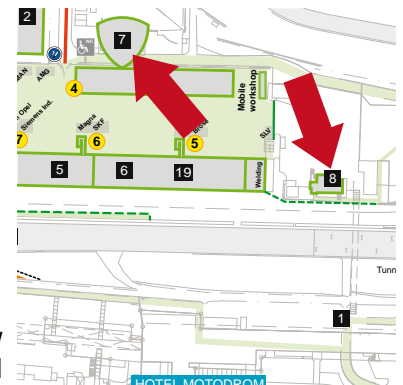 2
7
WC
MAN
AMG
4
Mobile
workshop
Opel
Siemens Ind.
Magna
SKF
7
6
5
SLV
5
6
19
Welding
8
Tunn
1
HOTEL MOTODROM